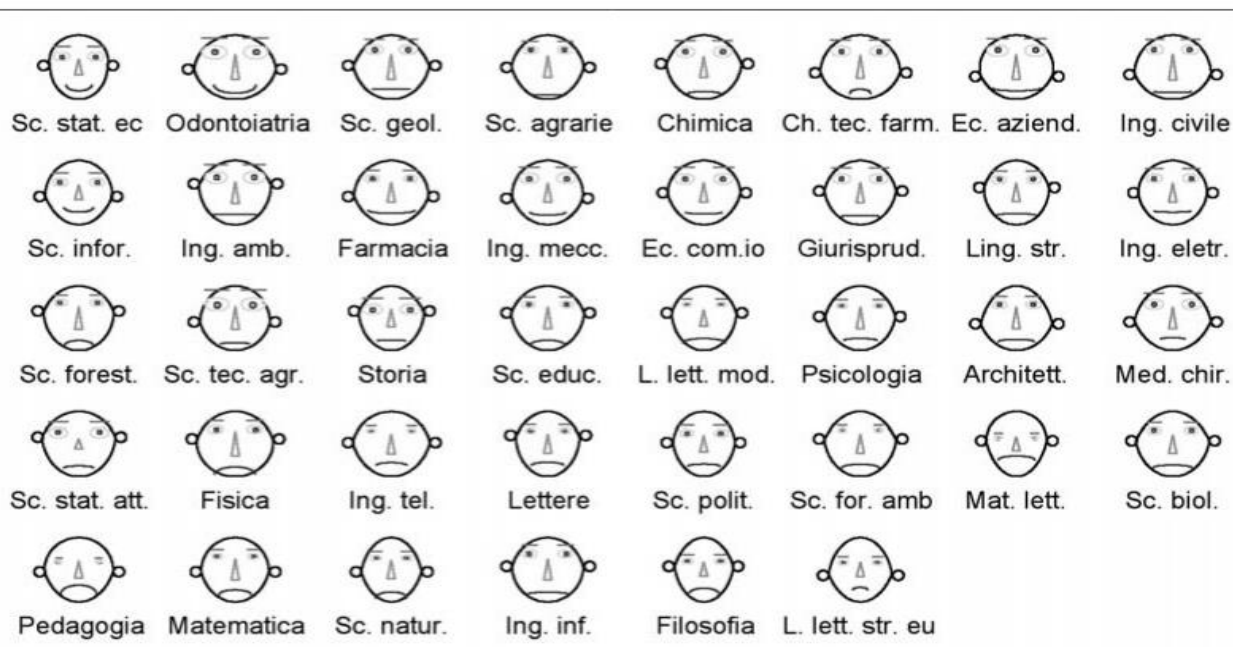 Sc. stat. ec Odontoiatria Sc. geol. Sc. agrarie Chimica Ch. tec. farm. Ec. aziend. Ing. civile
Sc. infor. Ing. amb. Farmacia Ing. mecc. Ec. com.io Giurisprud. Ling. str. Ing. eletr.
Sc. forest. Sc. tec. agr. Storia Sc. educ. L. lett. mod. Psicologia Architett. Med. chir.
Sc. stat. att. Fisica Ing. tel. Lettere Sc. polit. Sc. for. amb Mat. lett. Sc. biol.
Pedagogia Matematica Sc. natur. Ing. inf. Filosofia L. lett. str. eu